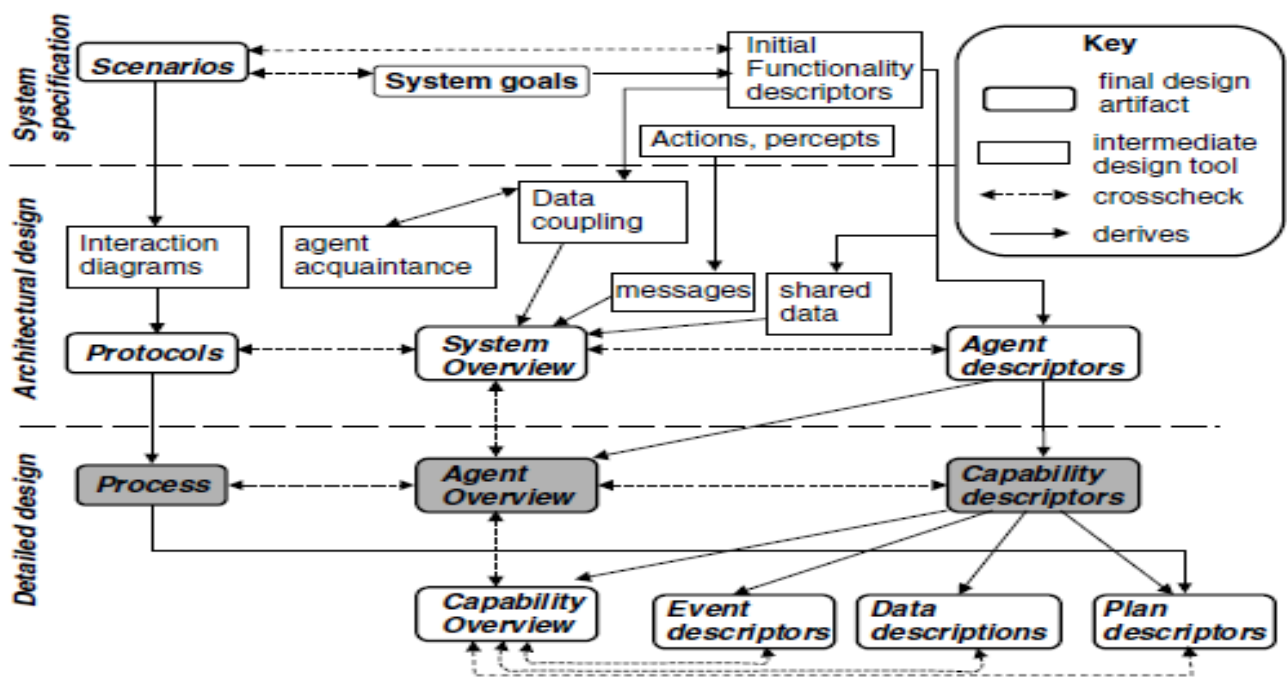 System
specification
Scenarios
System goals
Initial
Functionality
descriptors
Actions, percepts
Key
final design
artifact
intermediate
design tool
crosscheck
derives
Architectural design
Interaction
diagrams
agent
acquaintance
Data
coupling
messages
shared
data
Protocols
System
Overview
Agent
descriptors
Detailed design
Process
Agent
Overview
Capability
descriptors
Capability
Overview
Event
descriptors
Data
descriptions
Plan
descriptors